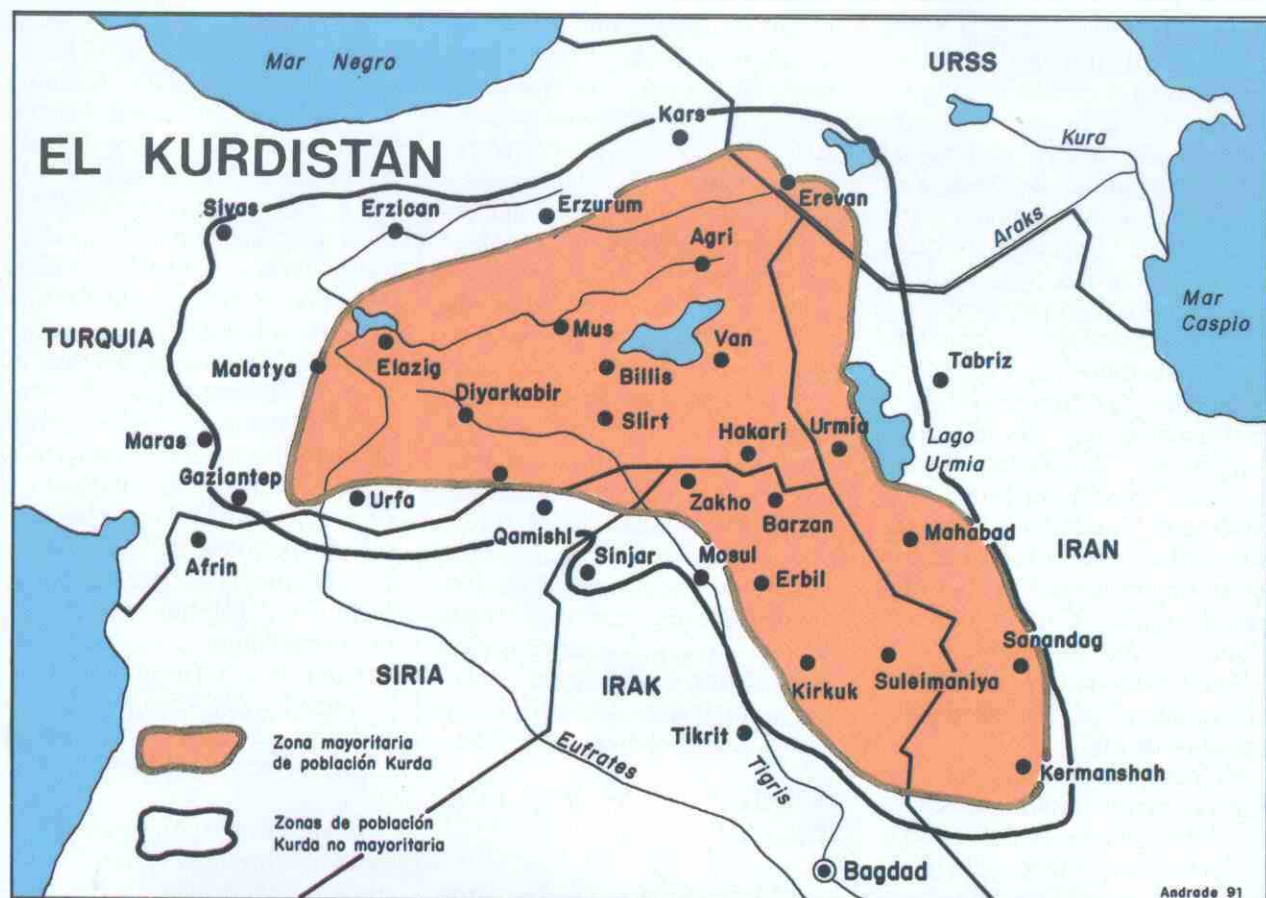 Mar Negro
URSS
EL KURDISTAN
Kars
Kura
Sivas
Erzican
Erzurum
Erevan
Araks
Agri
Mar
Caspio
TURQUIA
Mus
Van
Malatya
Elazig
Billis
Tabriz
Diyarkabir
Slirt
Maras
Hakari
Urmia
Lago
Urmia
Gaziantep
Urfa
Zakho
Barzan
Qamishl
Mahabad
IRAN
Afrin
Sinjar
Mosul
Erbil
Sanandag
SIRIA
IRAK
Kirkuk
Suleimaniya
Zona mayoritaria
de población Kurda
Eufrates
Tikrit
Tigris
Kermanshah
Zonas de población
Kurda no mayoritaria
Bagdad
Andrade 91